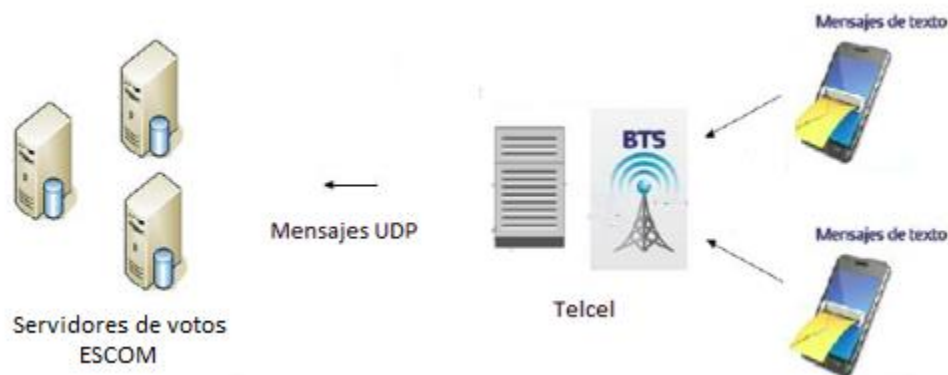 Mensajes de texto
BTS
Mensajes UDP
Mensajes de texto
Telcel
Servidores de votos
ESCOM